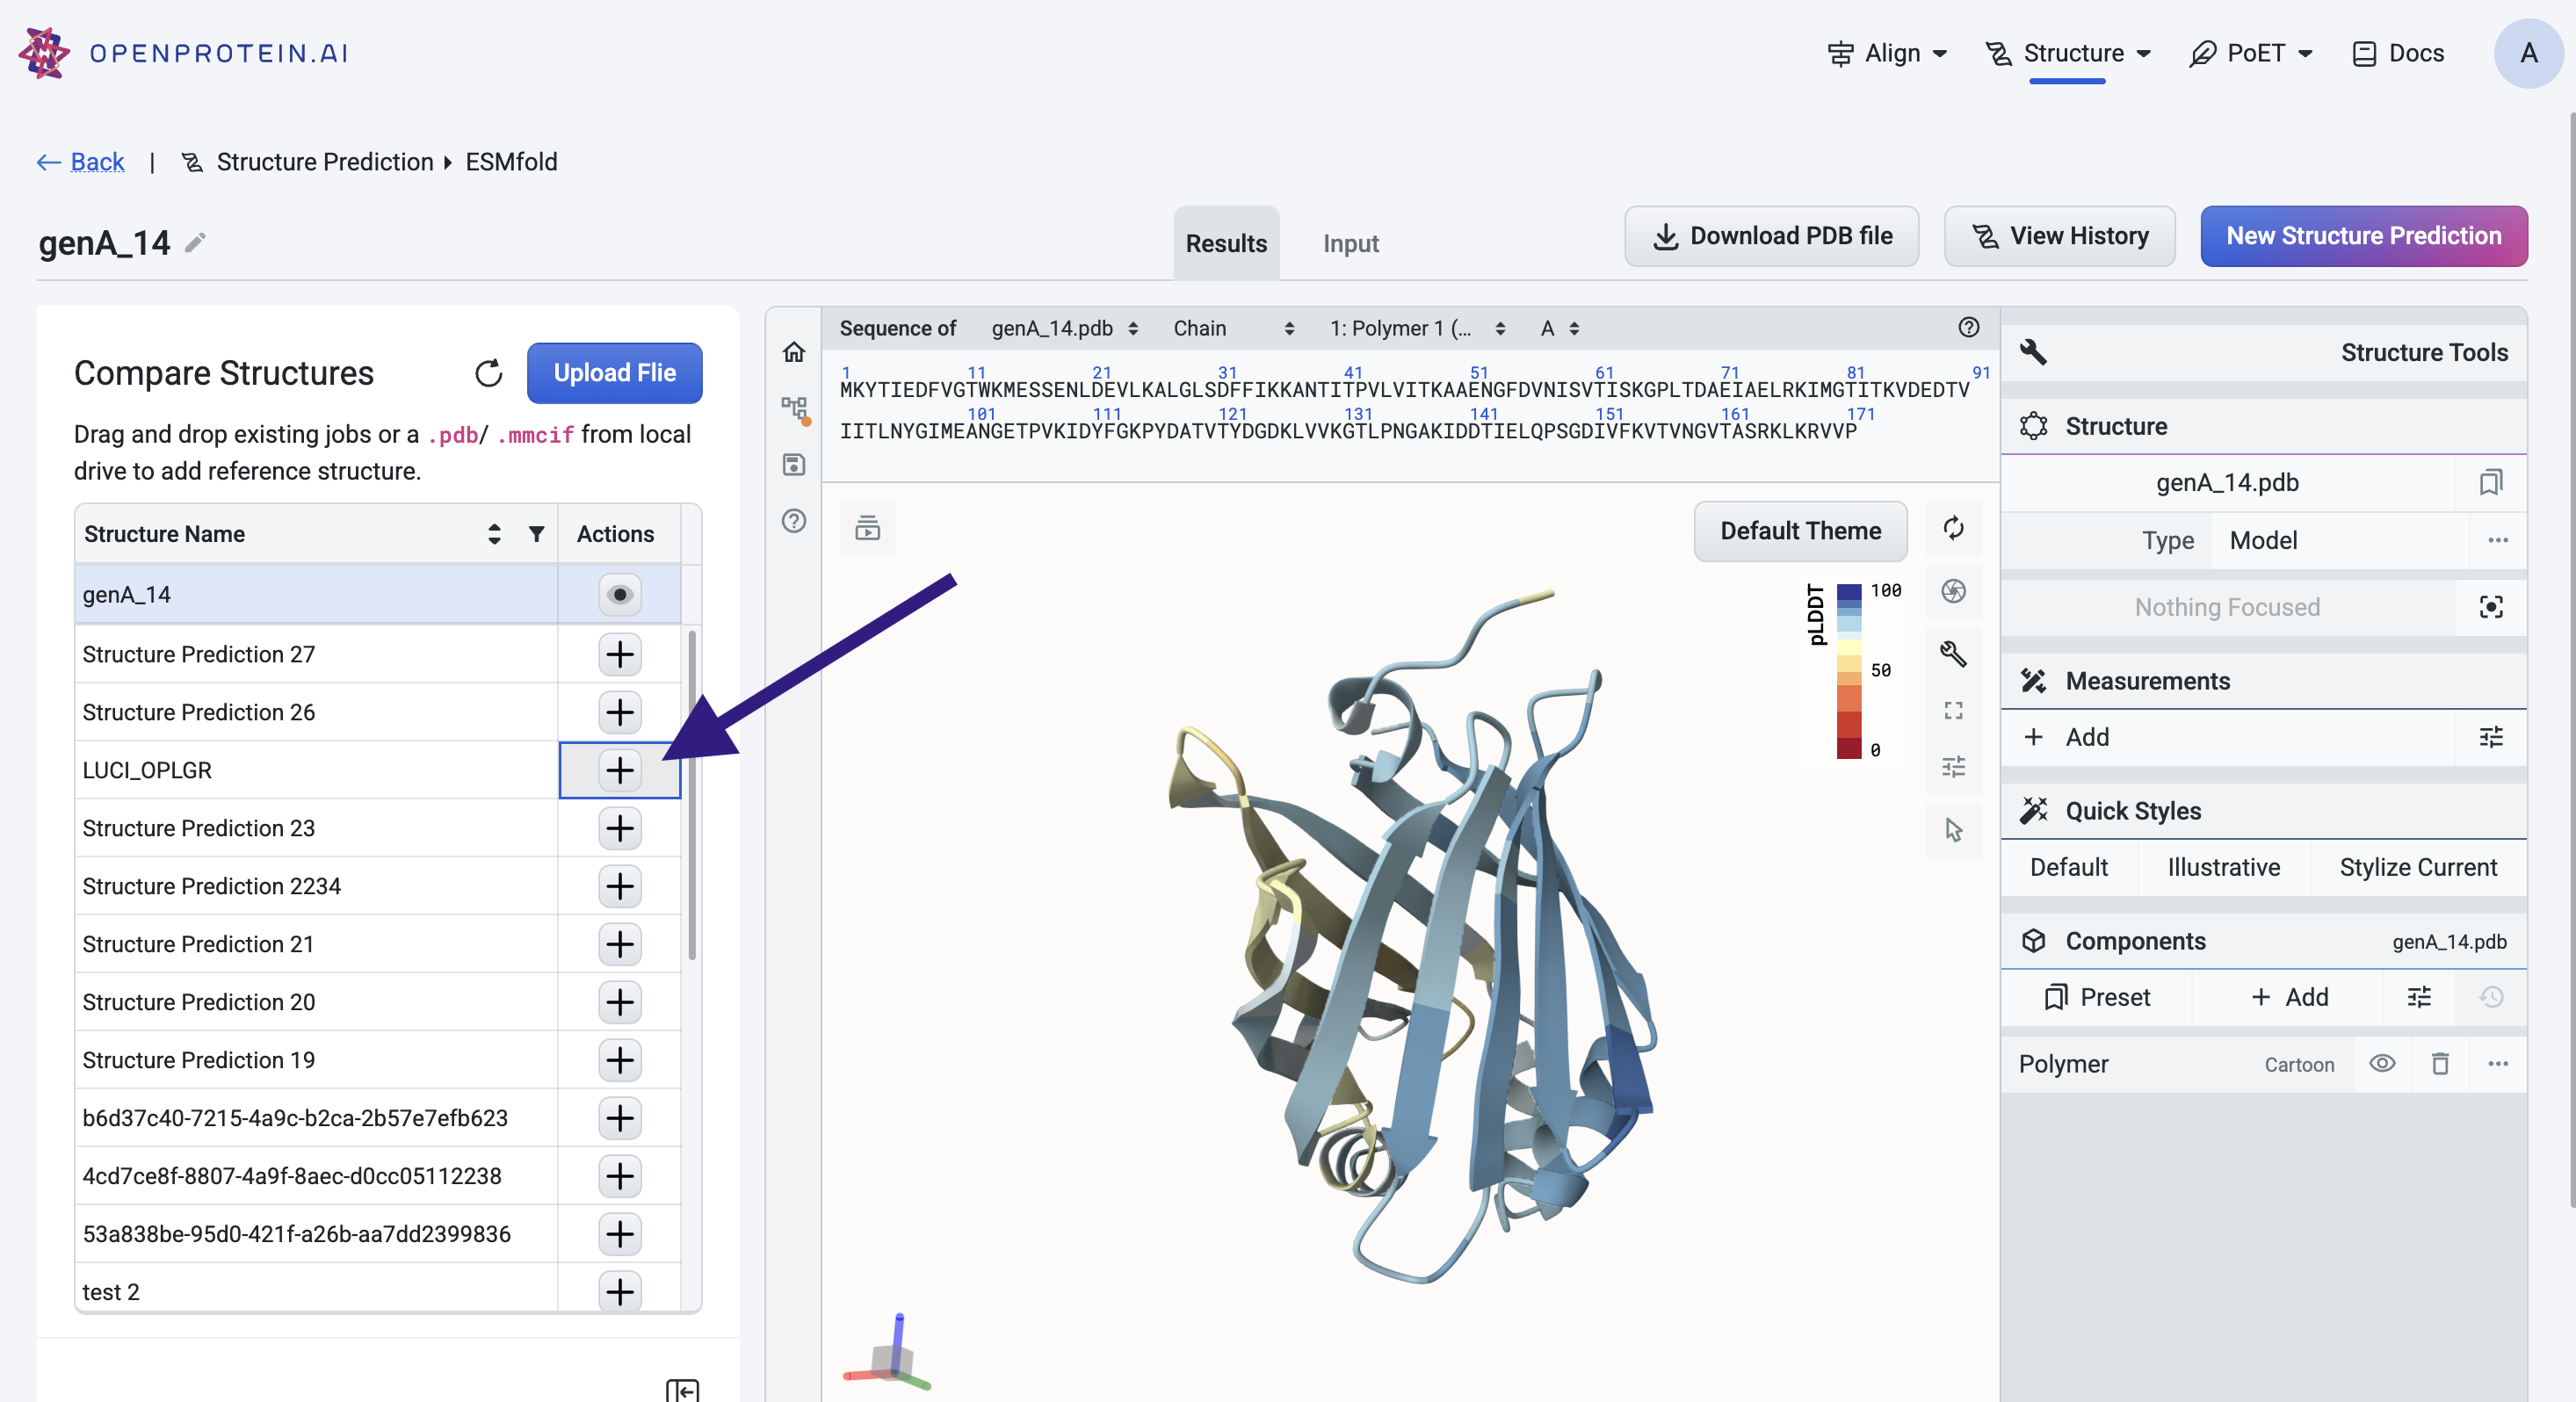 OPENPROTEIN.AI
Align
Structure
PoET
Docs
A
Back | Structure Prediction ESMfold
genA_14
Results
Input
Download PDB file
View History
New Structure Prediction
Compare Structures
Upload Flie
Drag and drop existing jobs or a .pdb/ .mmcif from local
drive to add reference structure.
Structure Name
Actions
genA_14
Structure Prediction 27
Structure Prediction 26
LUCI_OPLGR
Structure Prediction 23
Structure Prediction 2234
Structure Prediction 21
Structure Prediction 20
Structure Prediction 19
b6d37c40-7215-4a9c-b2ca-2b57e7efb623
4cd7ce8f-8807-4a9f-8aec-d0cc05112238
53a838be-95d0-421f-a26b-aa7dd2399836
test 2
Sequence of genA_14.pdb Chain 1: Polymer 1 (... A
1 11 21 31 41 51 61 71 81 91
MKYTIEDFVGTWKMESSENLDEVLKALGLSDFFIKKANTITPVLVITKAAENGFDVNISVTISKGPLTDAEIAELRKIMGTITKVDEDTV
101 111 121 131 141 151 161 171
IITLNYGIMEANGETPVKIDYFGKPYDATVTYDGDKLVVKGTLPNGAKIDDTIELQPSGDIVFKVTVNGVTASRKLKRVVP
Default Theme
pLDDT
100
50
0
Structure Tools
Structure
genA_14.pdb
Type Model
Nothing Focused
Measurements
+ Add
Quick Styles
Default
Illustrative
Stylize Current
Components
genA_14.pdb
Preset
+ Add
Polymer
Cartoon